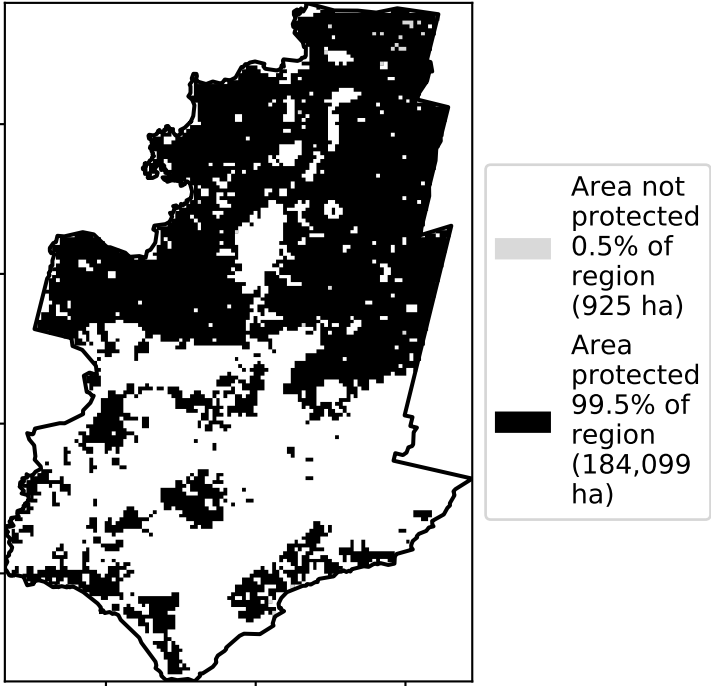 Area not
protected
0.5% of
region
(925 ha)
Area
protected
99.5% of
region
(184,099
ha)